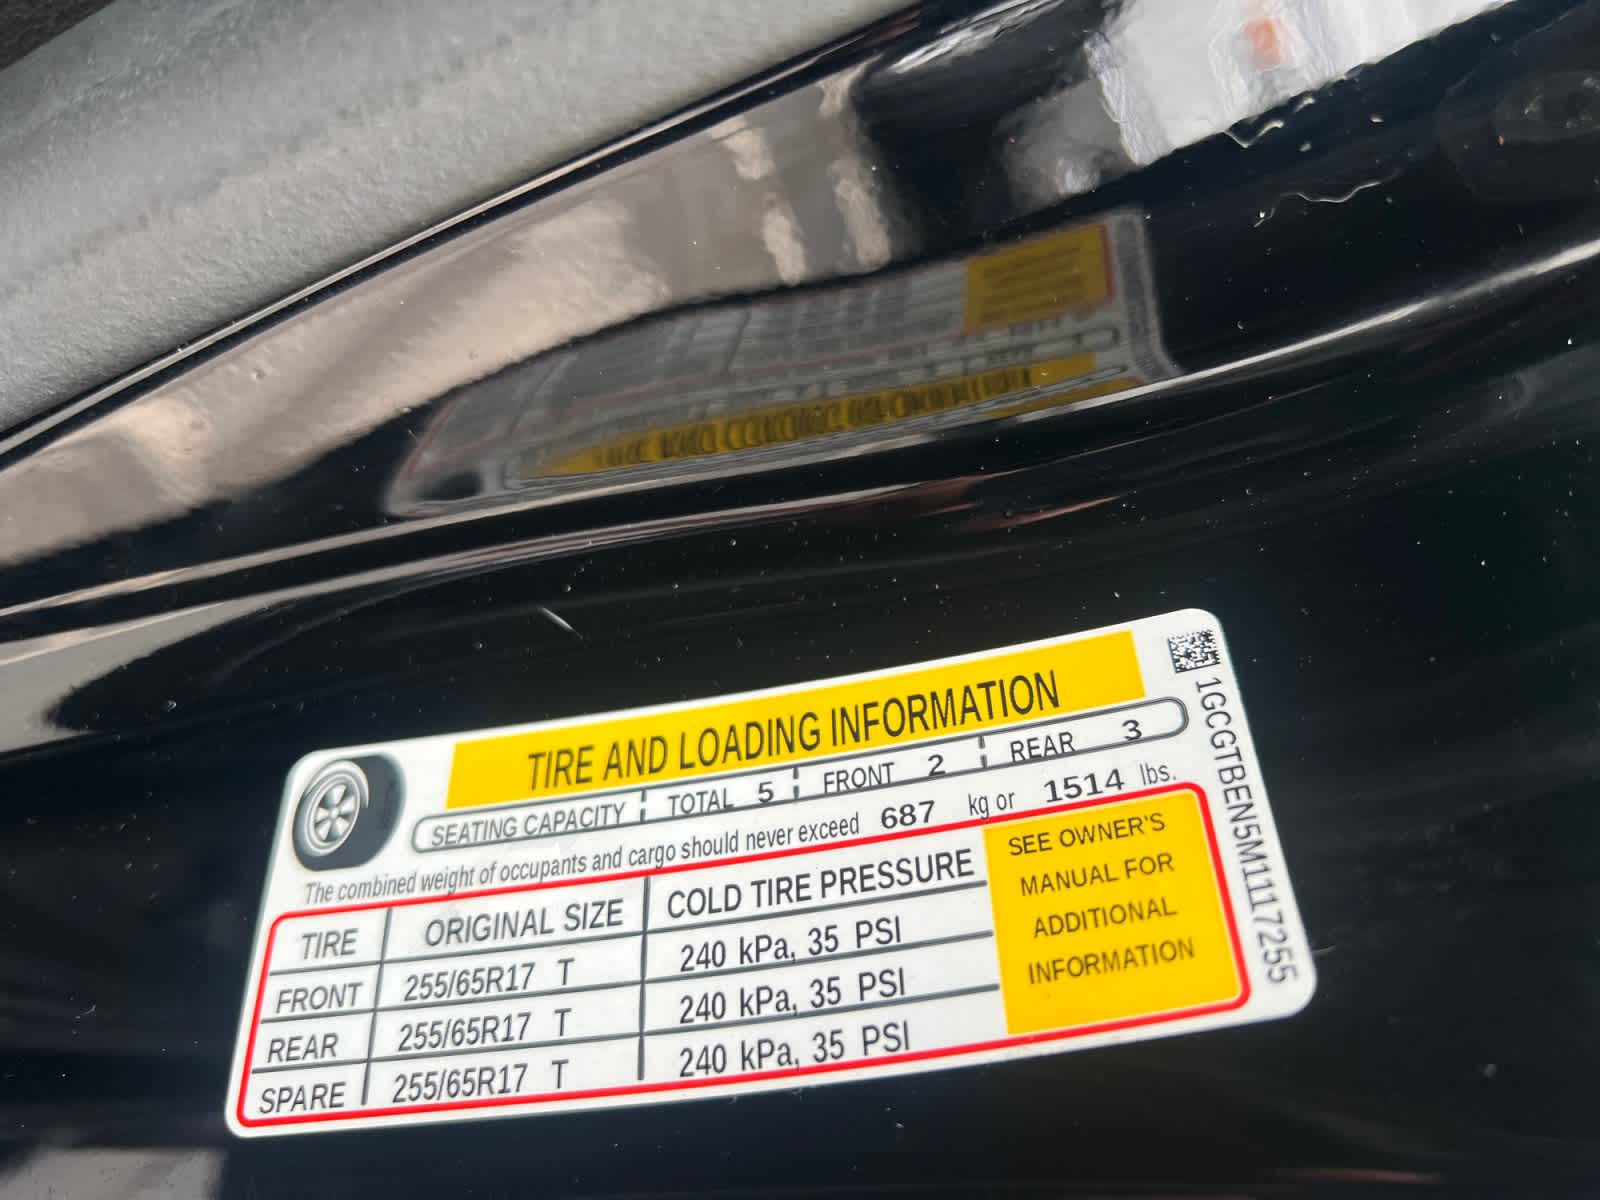 TIRE AND LOADING INFORMATION
SEATING CAPACITY TOTAL 5 FRONT 2 REAR 3
The combined weight of occupants and cargo should never exceed 687 kg or 1514 lbs.
TIRE ORIGINAL SIZE COLD TIRE PRESSURE
FRONT 255/65R17 T 240 kPa, 35 PSI
REAR 255/65R17 T 240 kPa, 35 PSI
SPARE 255/65R17 T 240 kPa, 35 PSI
SEE OWNER'S
MANUAL FOR
ADDITIONAL
INFORMATION
1GCGTBEN5M1117255